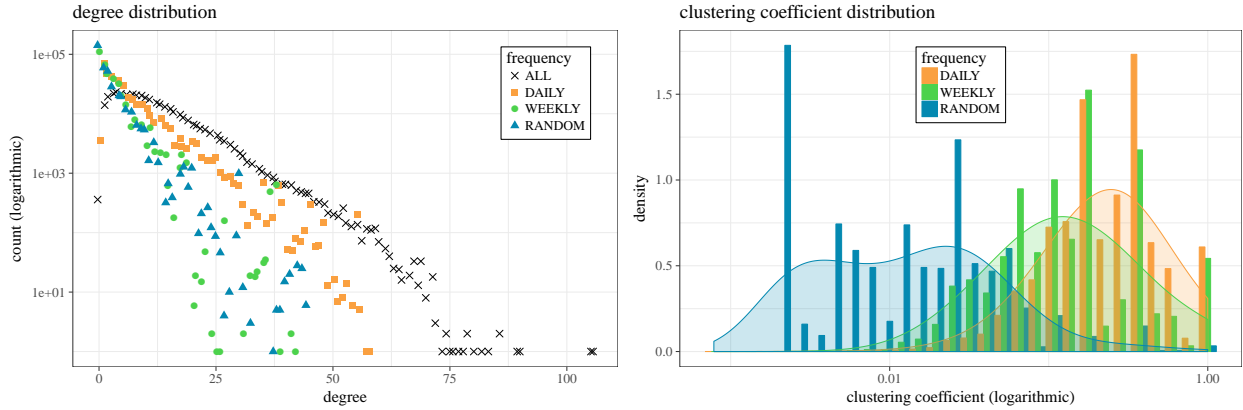 degree distribution
1e+05
1e+03
1e+01
count (logarithmic)
frequency
ALL
DAILY
WEEKLY
RANDOM
0
25
50
75
100
degree
clustering coefficient distribution
1.5
1.0
0.5
0.0
density
frequency
DAILY
WEEKLY
RANDOM
0.01
1.00
clustering coefficient (logarithmic)